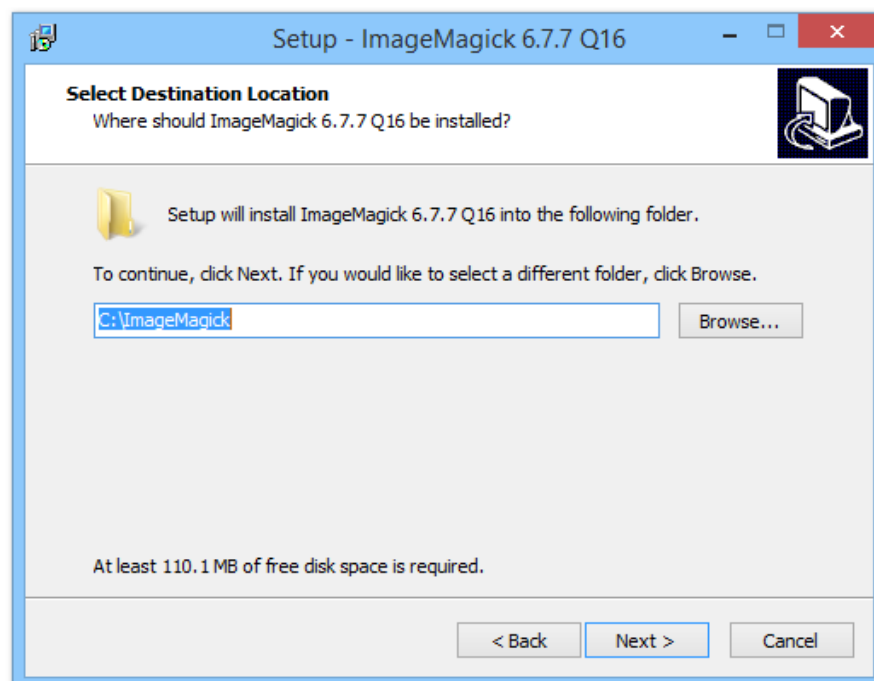 Setup - ImageMagick 6.7.7 Q16
Select Destination Location
Where should ImageMagick 6.7.7 Q16 be installed?
Setup will install ImageMagick 6.7.7 Q16 into the following folder.
To continue, click Next. If you would like to select a different folder, click Browse.
C:\ImageMagick
Browse...
At least 110.1 MB of free disk space is required.
< Back
Next >
Cancel